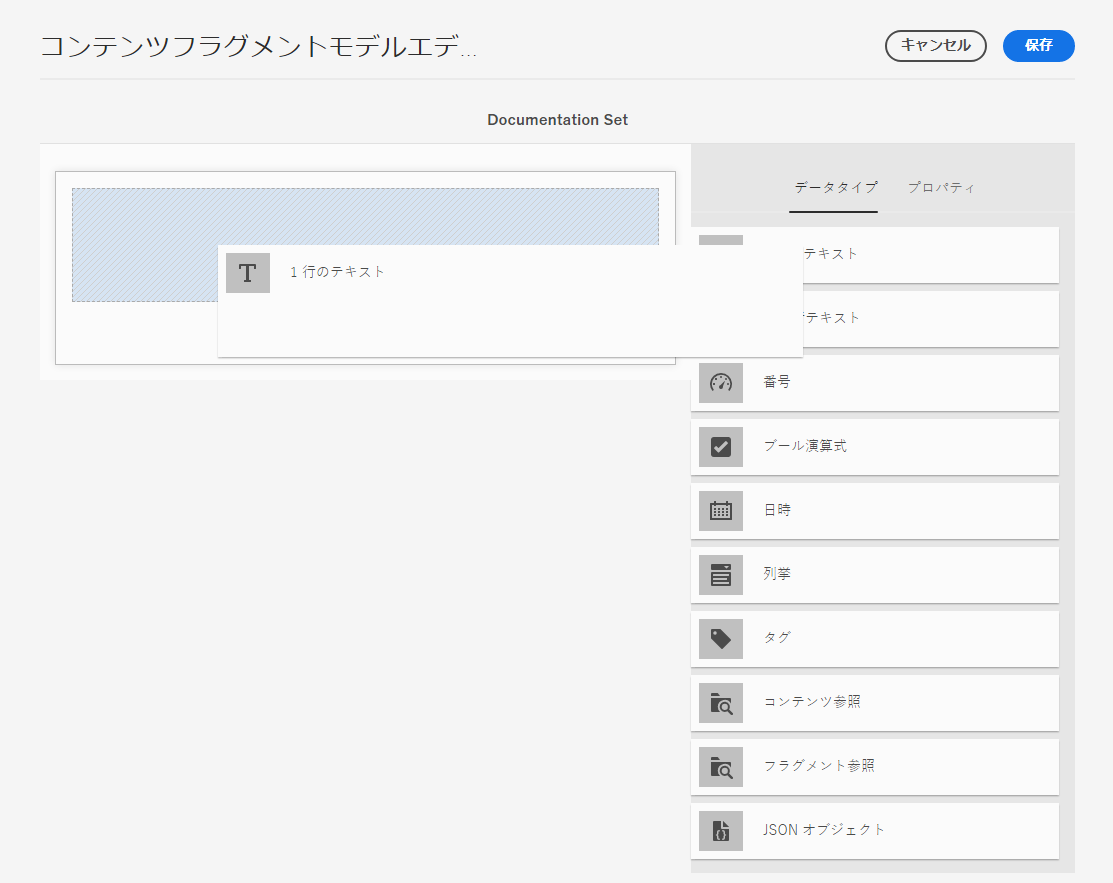 コンテンツフラグメントモデルエデ...
キャンセル
保存
Documentation Set
データタイプ
プロパティ
1 行のテキスト
テキスト
テキスト
番号
ブール演算式
日時
列挙
タグ
コンテンツ参照
フラグメント参照
JSON オブジェクト